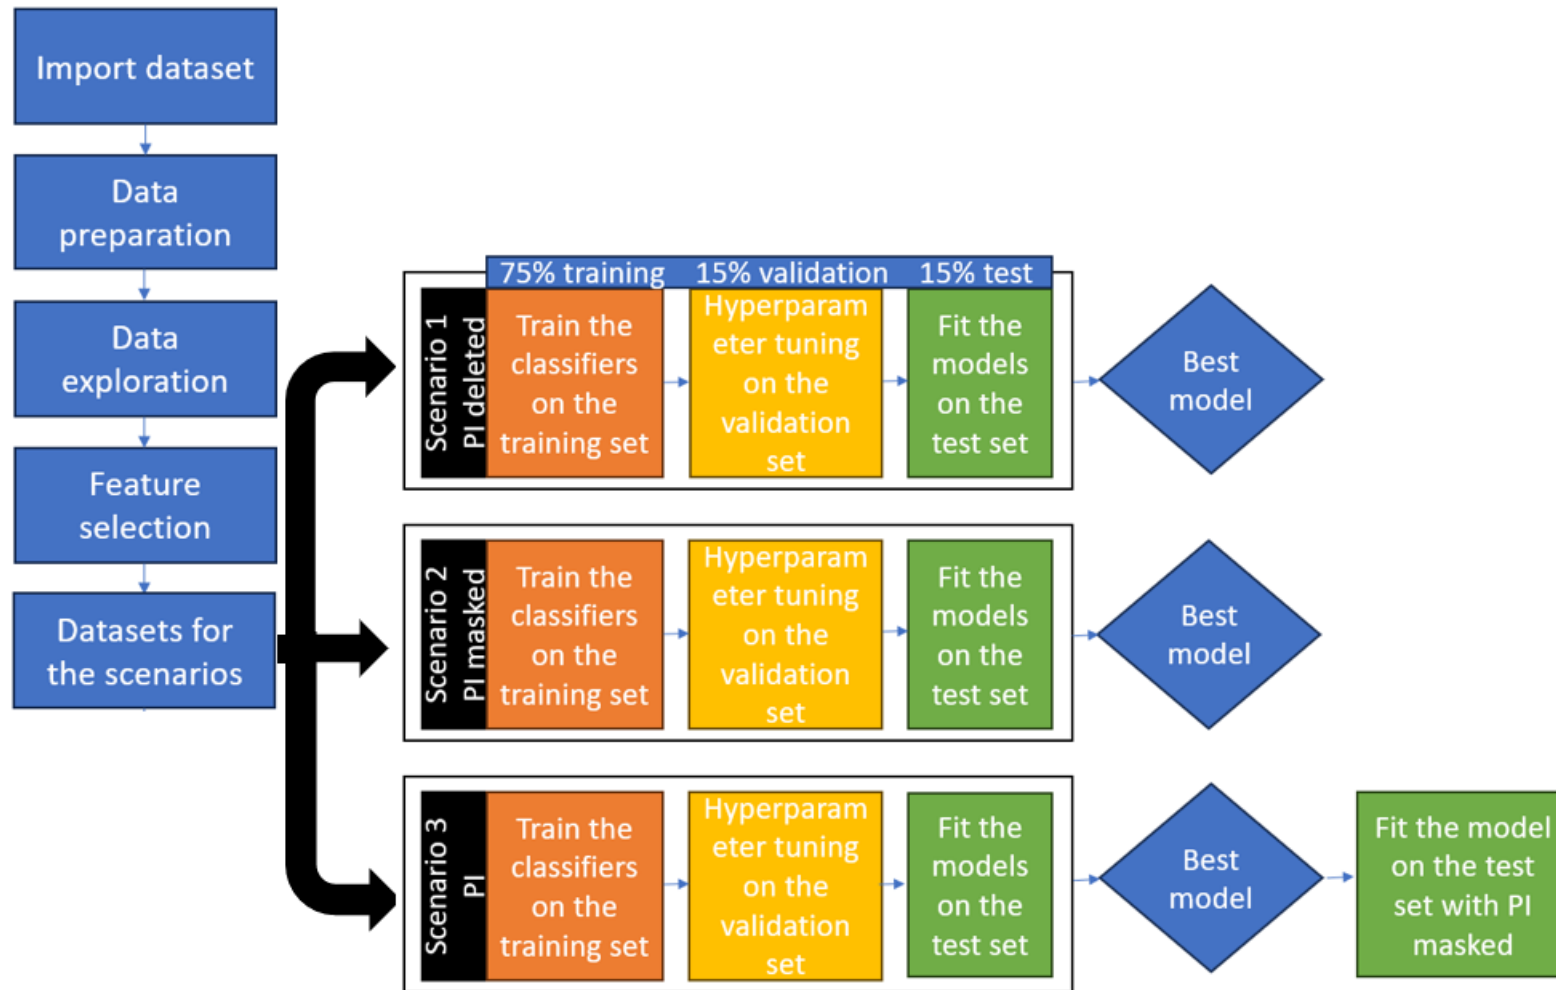 Import dataset
Data
preparation
Data
exploration
Feature
selection
Datasets for
the scenarios
75% training
15% validation
15% test
Scenario 1
PI deleted
Train the
classifiers
on the
training set
Hyperparam
eter tuning
on the
validation
set
Fit the
models
on the
test set
Best
model
Scenario 2
PI masked
Train the
classifiers
on the
training set
Hyperparam
eter tuning
on the
validation
set
Fit the
models
on the
test set
Best
model
Scenario 3
PI
Train the
classifiers
on the
training set
Hyperparam
eter tuning
on the
validation
set
Fit the
models
on the
test set
Best
model
Fit the model
on the test
set with PI
masked